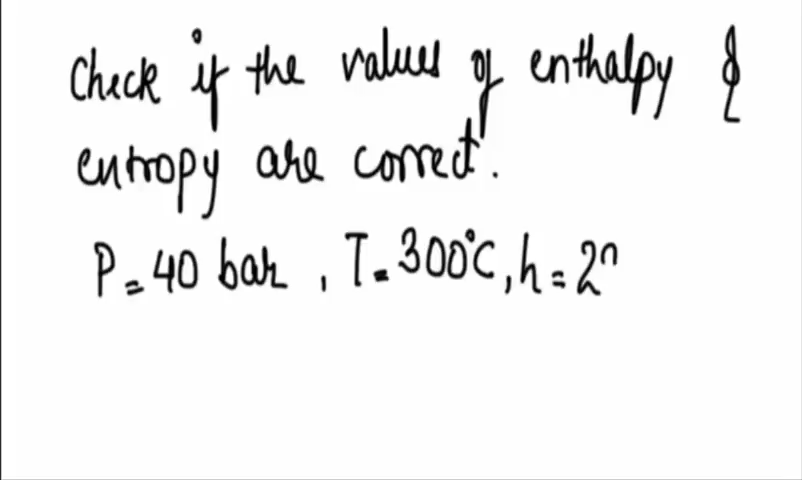 Check if the values of enthalpy &
entropy are correct.
P = 40 bar, T = 300°C, h = 2